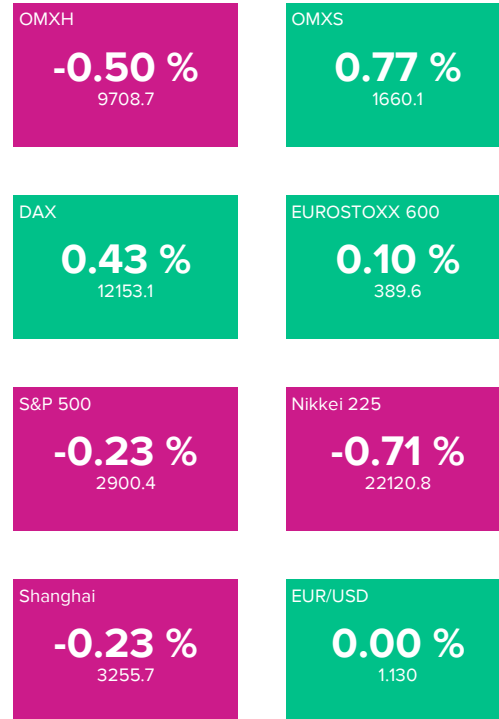 OMXH
-0.50 %
9708.7
OMXS
0.77 %
1660.1
DAX
0.43 %
12153.1
EUROSTOXX 600
0.10 %
389.6
S&P 500
-0.23 %
2900.4
Nikkei 225
-0.71 %
22120.8
Shanghai
-0.23 %
3255.7
EUR/USD
0.00 %
1.130